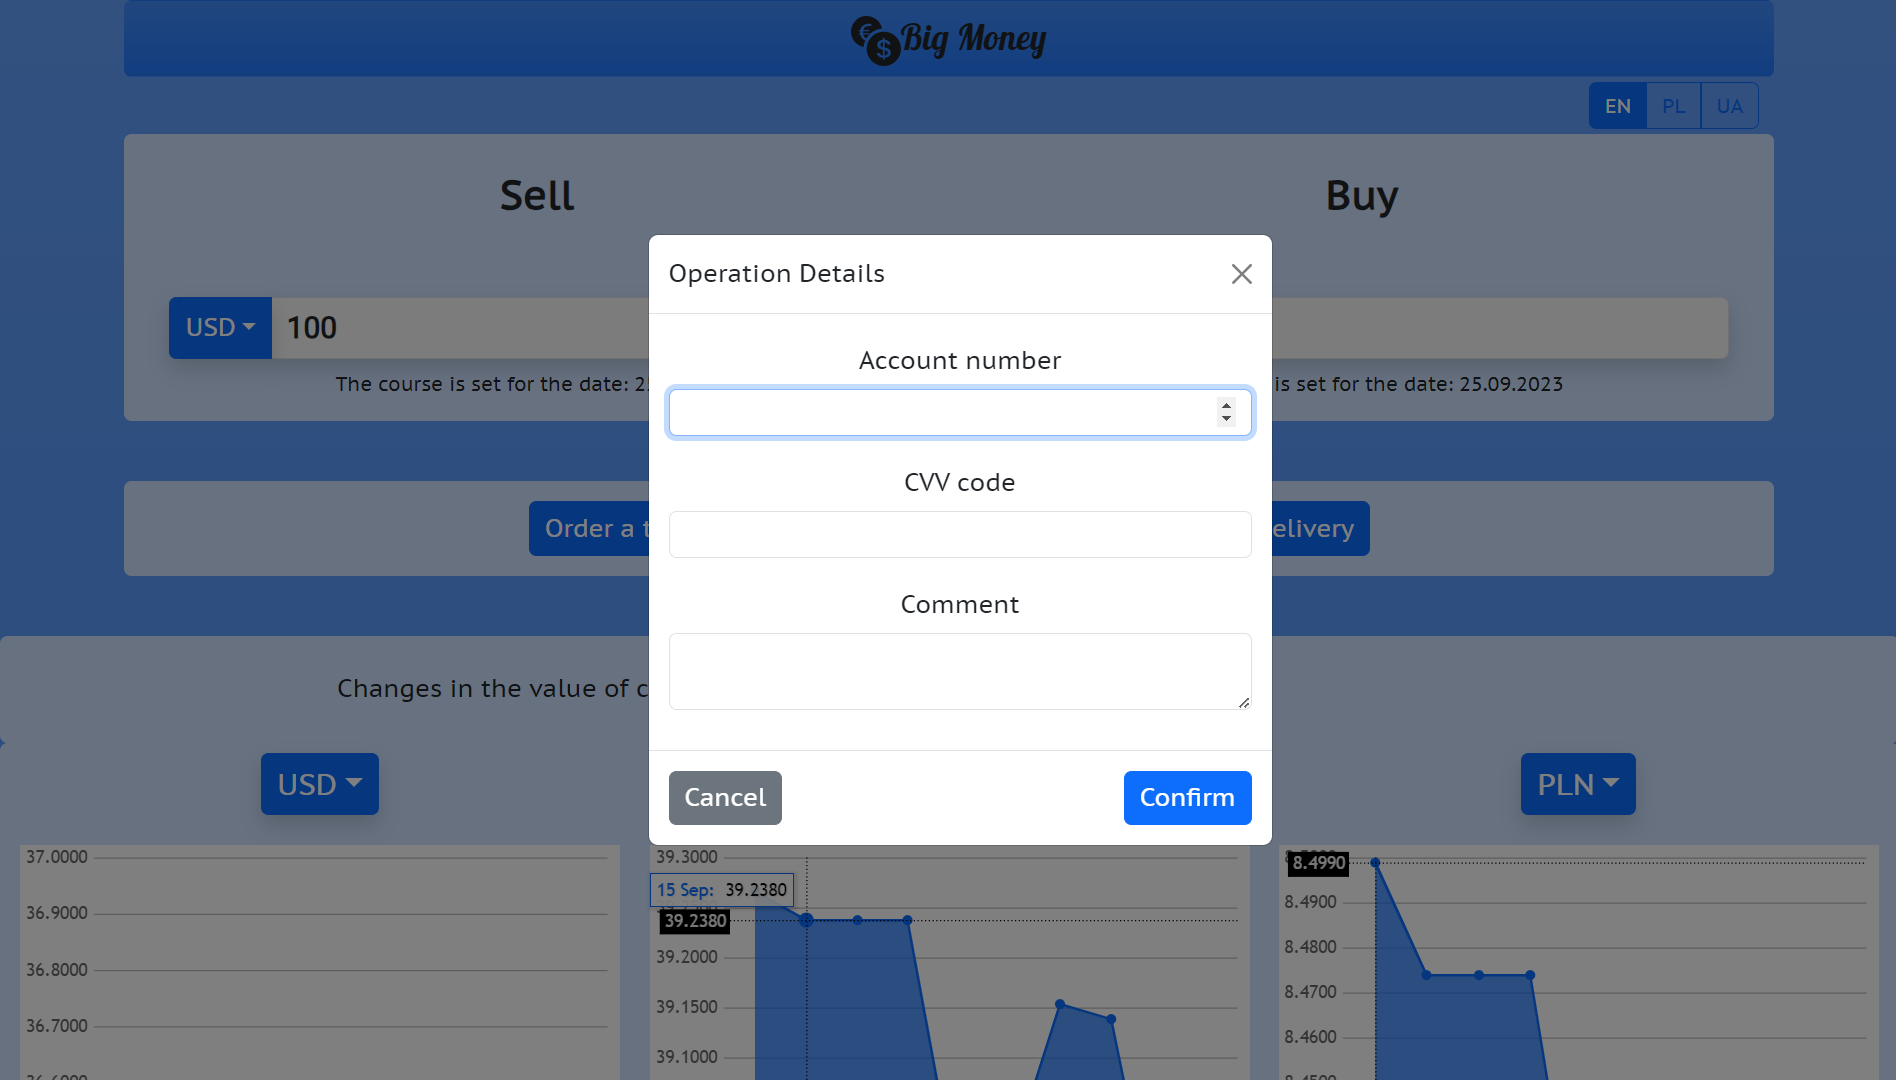 Big Money
EN PL UA
Sell Buy
Operation Details
USD 100
Account number
The course is set for the date: 2
is set for the date: 25.09.2023
CVV code
Order a t
elivery
Comment
Changes in the value of c
USD
PLN
Cancel Confirm
37.0000
36.9000
36.8000
36.7000
39.3000
15 Sep: 39.2380
39.2380
39.2000
39.1500
39.1000
8.4990
8.4900
8.4800
8.4700
8.4600